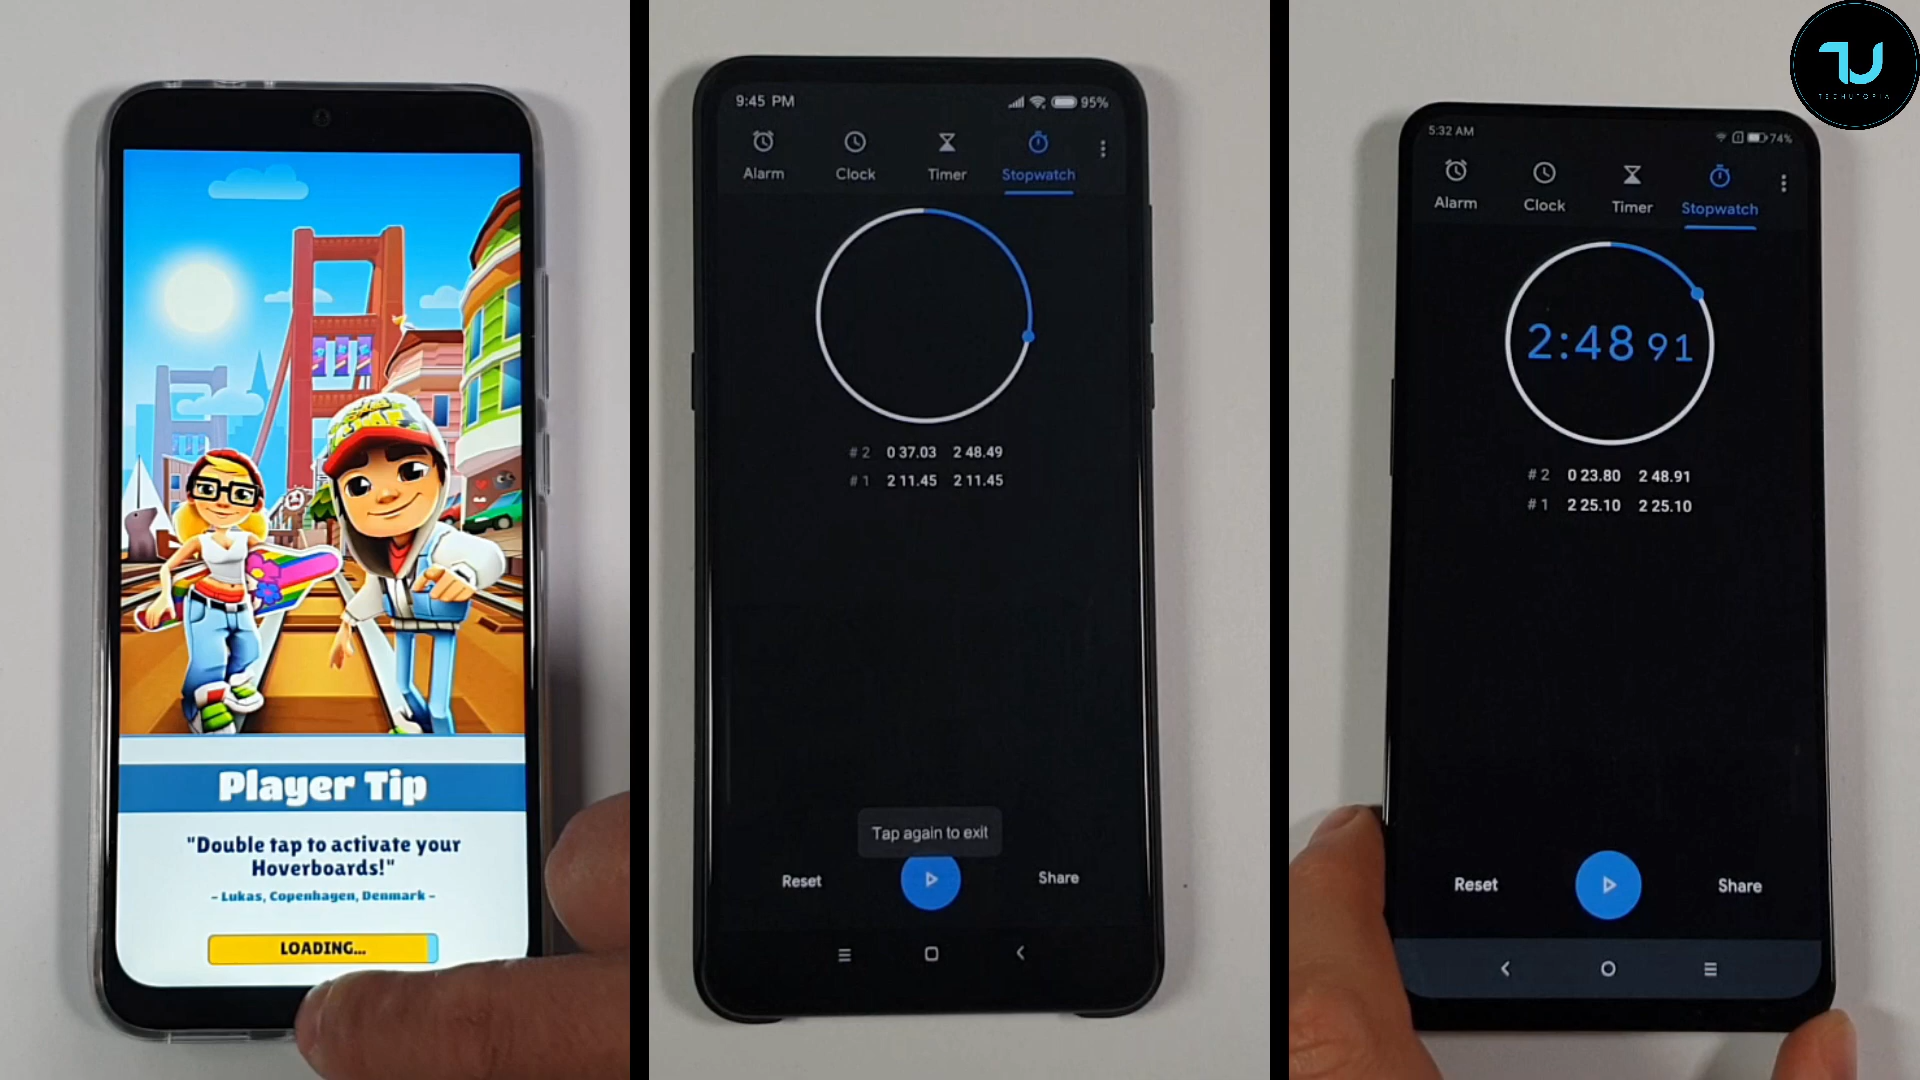 Player Tip
"Double tap to activate your
Hoverboards!"
- Lukas, Copenhagen, Denmark -
LOADING...
9:45 PM
95%
Alarm
Clock
Timer
Stopwatch
# 2 0 37.03 2 48.49
# 1 2 11.45 2 11.45
Tap again to exit
Reset
Share
5:32 AM
74%
Alarm
Clock
Timer
Stopwatch
2:48 91
# 2 0 23.80 2 48.91
# 1 2 25.10 2 25.10
Reset
Share
TU
TECHUTOPIA